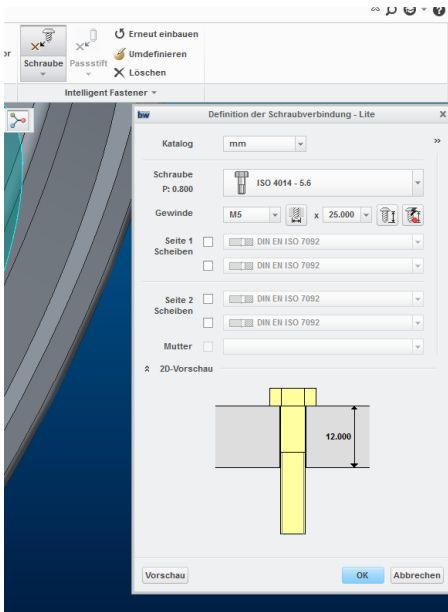 Erneut einbauen
or
Umdefinieren
Schraube Passstift
Löschen
Intelligent Fastener
bw Definition der Schraubverbindung - Lite X
Katalog mm »
Schraube
P: 0.800
ISO 4014 - 5.6
Gewinde M5 x 25.000
Seite 1
Scheiben
DIN EN ISO 7092
DIN EN ISO 7092
Seite 2
Scheiben
DIN EN ISO 7092
DIN EN ISO 7092
Mutter
2D-Vorschau
12.000
Vorschau OK Abbrechen